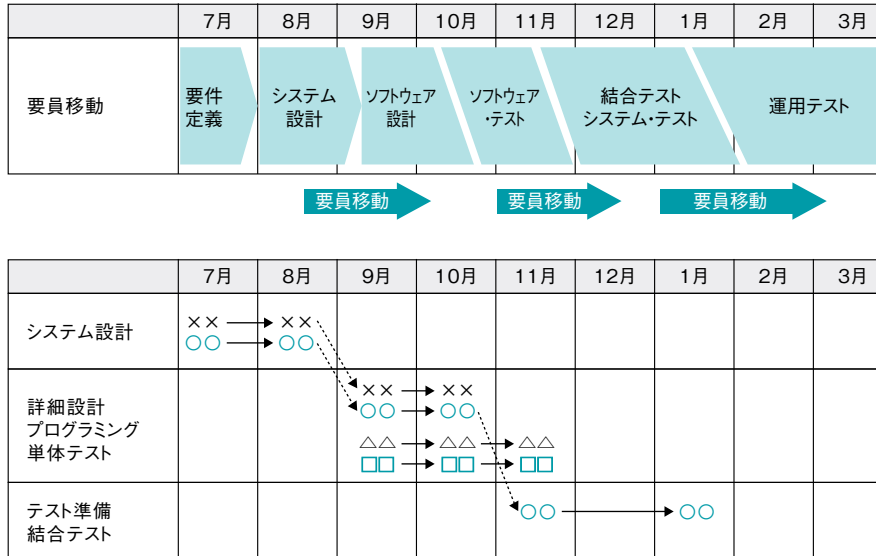 7月 8月 9月 10月 11月 12月 1月 2月 3月
要員移動
要件
定義
システム
設計
ソフトウェア
設計
ソフトウェア
・テスト
結合テスト
システム・テスト
運用テスト
要員移動 要員移動 要員移動
7月 8月 9月 10月 11月 12月 1月 2月 3月
システム設計
×× ××
○○ ○○
詳細設計
プログラミング
単体テスト
×× ××
○○ ○○
△△ △△ △△
□□ □□ □□
テスト準備
結合テスト
○○ ○○